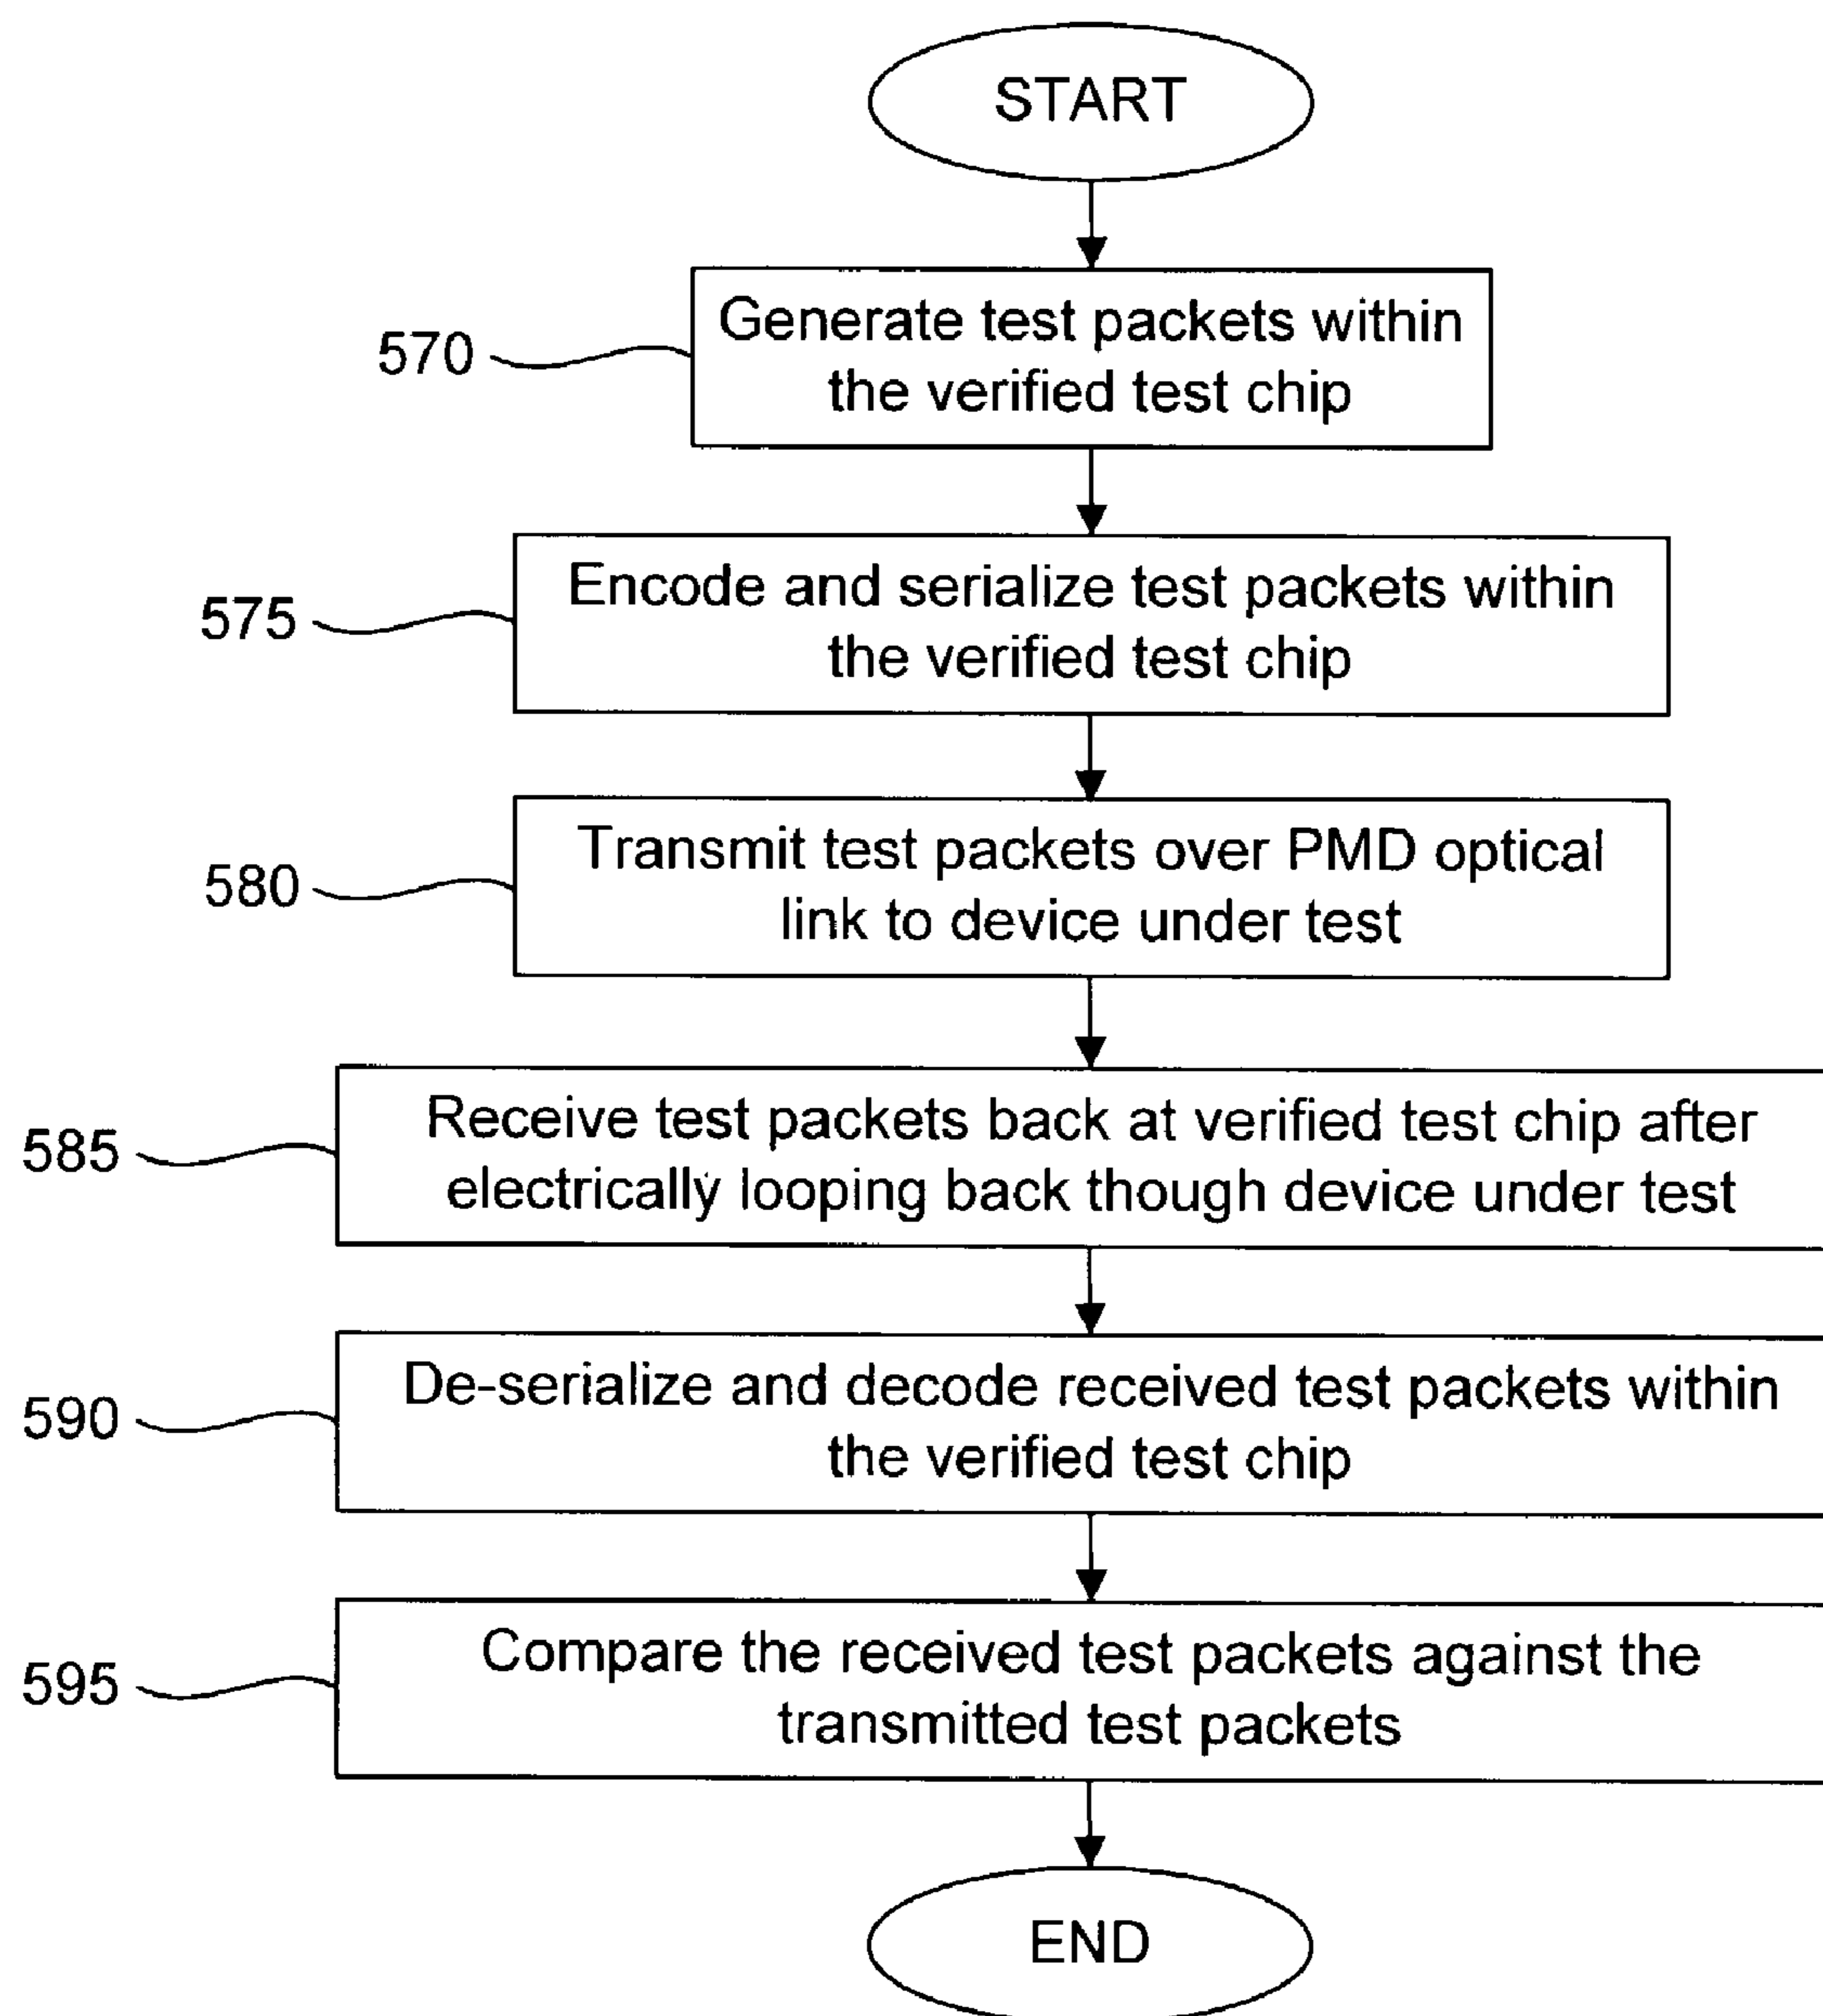 START
570
Generate test packets within
the verified test chip
575
Encode and serialize test packets within
the verified test chip
580
Transmit test packets over PMD optical
link to device under test
585
Receive test packets back at verified test chip after
electrically looping back though device under test
590
De-serialize and decode received test packets within
the verified test chip
595
Compare the received test packets against the
transmitted test packets
END